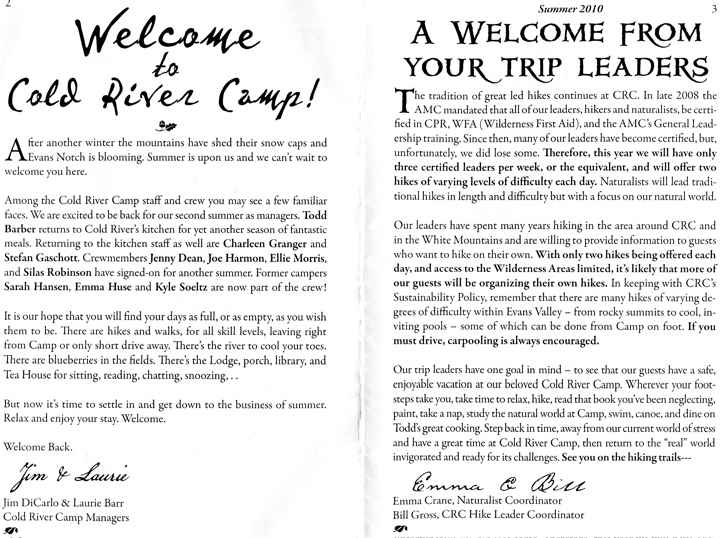 2
Welcome
to
Cold River Camp!
After another winter the mountains have shed their snow caps and
Evans Notch is blooming. Summer is upon us and we can't wait to
welcome you here.
Among the Cold River Camp staff and crew you may see a few familiar
faces. We are excited to be back for our second summer as managers. Todd
Barber returns to Cold River's kitchen for yet another season of fantastic
meals. Returning to the kitchen staff as well are Charleen Granger and
Stefan Gaschott. Crewmembers Jenny Dean, Joe Harmon, Ellie Morris,
and Silas Robinson have signed-on for another summer. Former campers
Sarah Hansen, Emma Huse and Kyle Soeltz are now part of the crew!
It is our hope that you will find your days as full, or as empty, as you wish
them to be. There are hikes and walks, for all skill levels, leaving right
from Camp or only short drive away. There's the river to cool your toes.
There are blueberries in the fields. There's the Lodge, porch, library, and
Tea House for sitting, reading, chatting, snoozing, . .
But now it's time to settle in and get down to the business of summer.
Relax and enjoy your stay. Welcome.
Welcome Back.
Jim & Laurie
Jim DiCarlo & Laurie Barr
Cold River Camp Managers
Summer 2010
3
A Welcome from
your trip leaders
The tradition of great led hikes continues at CRC. In late 2008 the
AMC mandated that all of our leaders, hikers and naturalists, be certi-
fied in CPR, WFA (Wilderness First Aid), and the AMC's General Lead-
ership training. Since then, many of our leaders have become certified, but,
unfortunately, we did lose some. Therefore, this year we will have only
three certified leaders per week, or the equivalent, and will offer two
hikes of varying levels of difficulty each day. Naturalists will lead tradi-
tional hikes in length and difficulty but with a focus on our natural world.
Our leaders have spent many years hiking in the area around CRC and
in the White Mountains and are willing to provide information to guests
who want to hike on their own. With only two hikes being offered each
day, and access to the Wilderness Areas limited, it's likely that more of
our guests will be organizing their own hikes. In keeping with CRC's
Sustainability Policy, remember that there are many hikes of varying de-
grees of difficulty within Evans Valley – from rocky summits to cool, in-
viting pools – some of which can be done from Camp on foot. If you
must drive, carpooling is always encouraged.
Our trip leaders have one goal in mind – to see that our guests have a safe,
enjoyable vacation at our beloved Cold River Camp. Wherever your foot-
steps take you, take time to relax, hike, read that book you've been neglecting,
paint, take a nap, study the natural world at Camp, swim, canoe, and dine on
Todd's great cooking. Step back in time, away from our current world of stress
and have a great time at Cold River Camp, then return to the "real" world
invigorated and ready for its challenges. See you on the hiking trails---
Emma & Bill
Emma Crane, Naturalist Coordinator
Bill Gross, CRC Hike Leader Coordinator